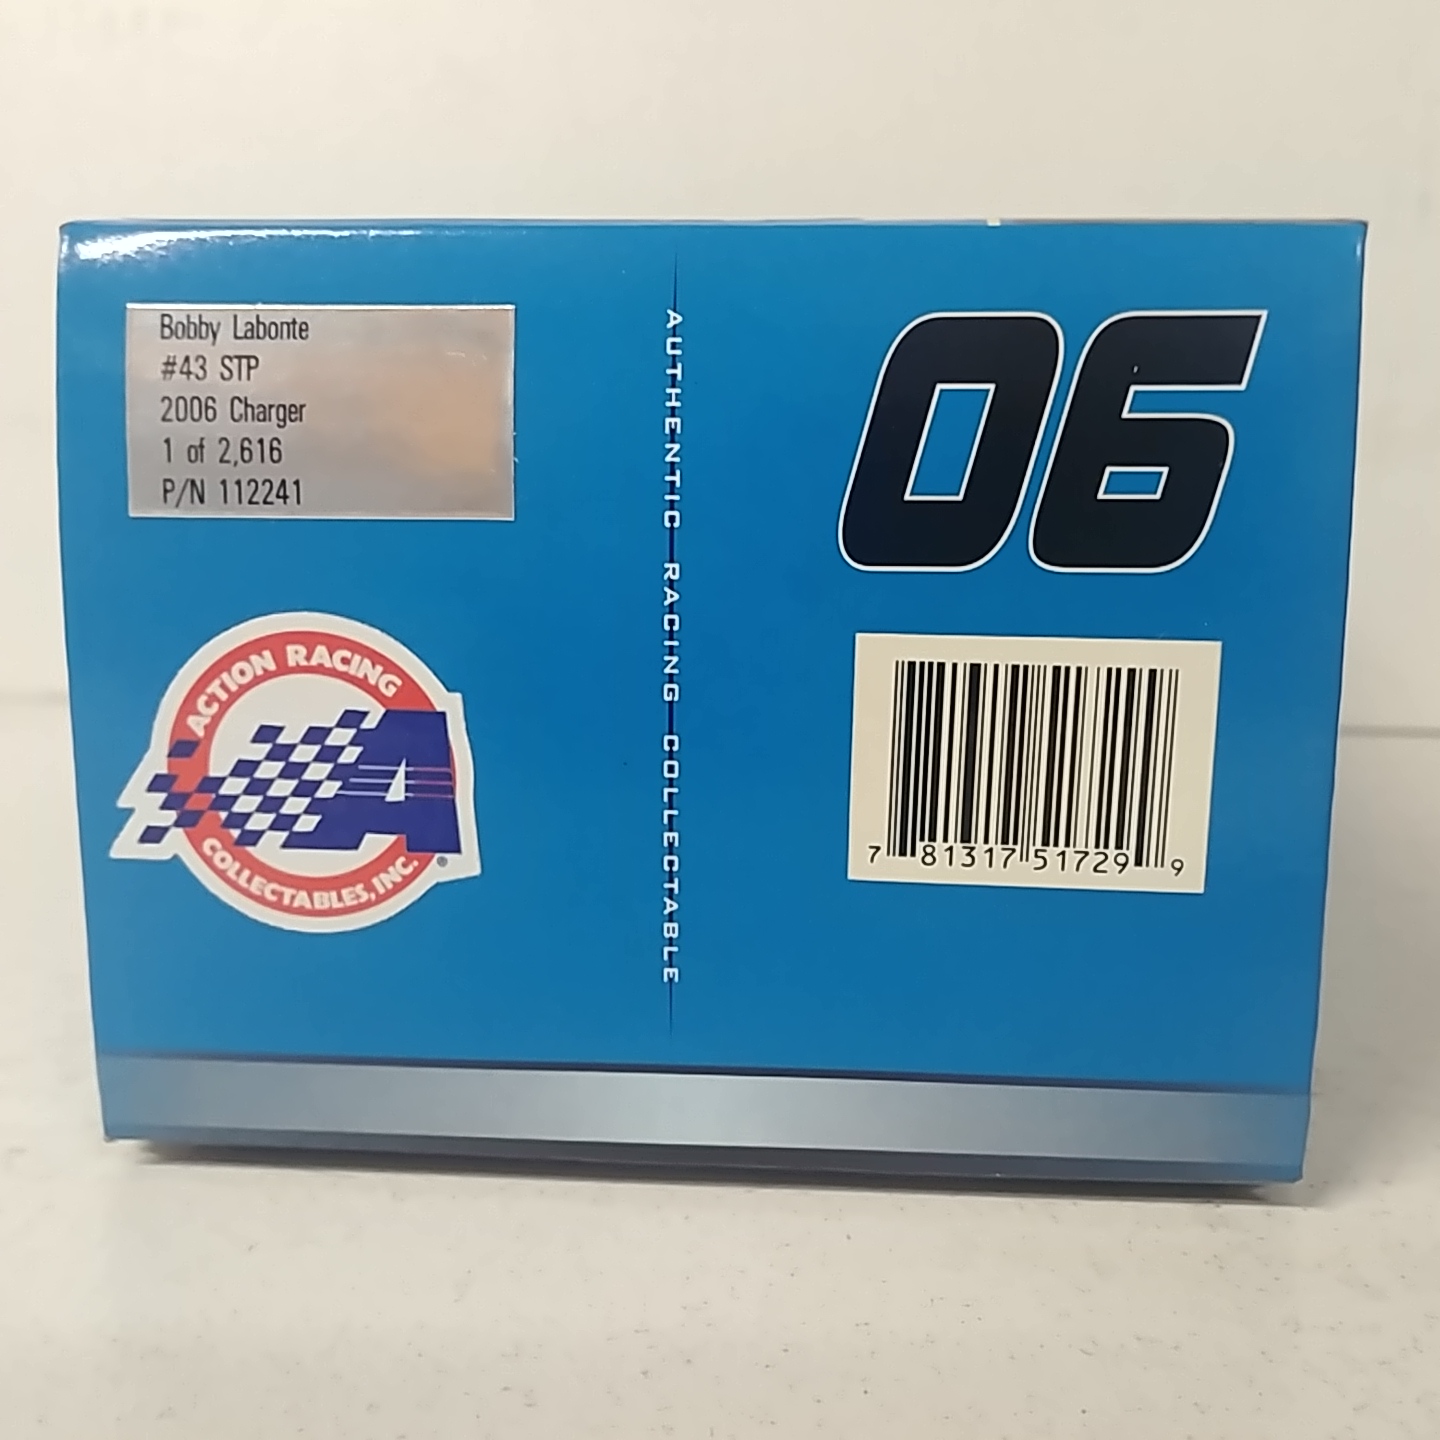 Bobby Labonte
#43 STP
2006 Charger
1 of 2,616
P/N 112241
ACTION RACING
A
COLLECTABLES, INC.
®
AUTHENTIC RACING COLLECTABLE
06
7 81317 51729 9